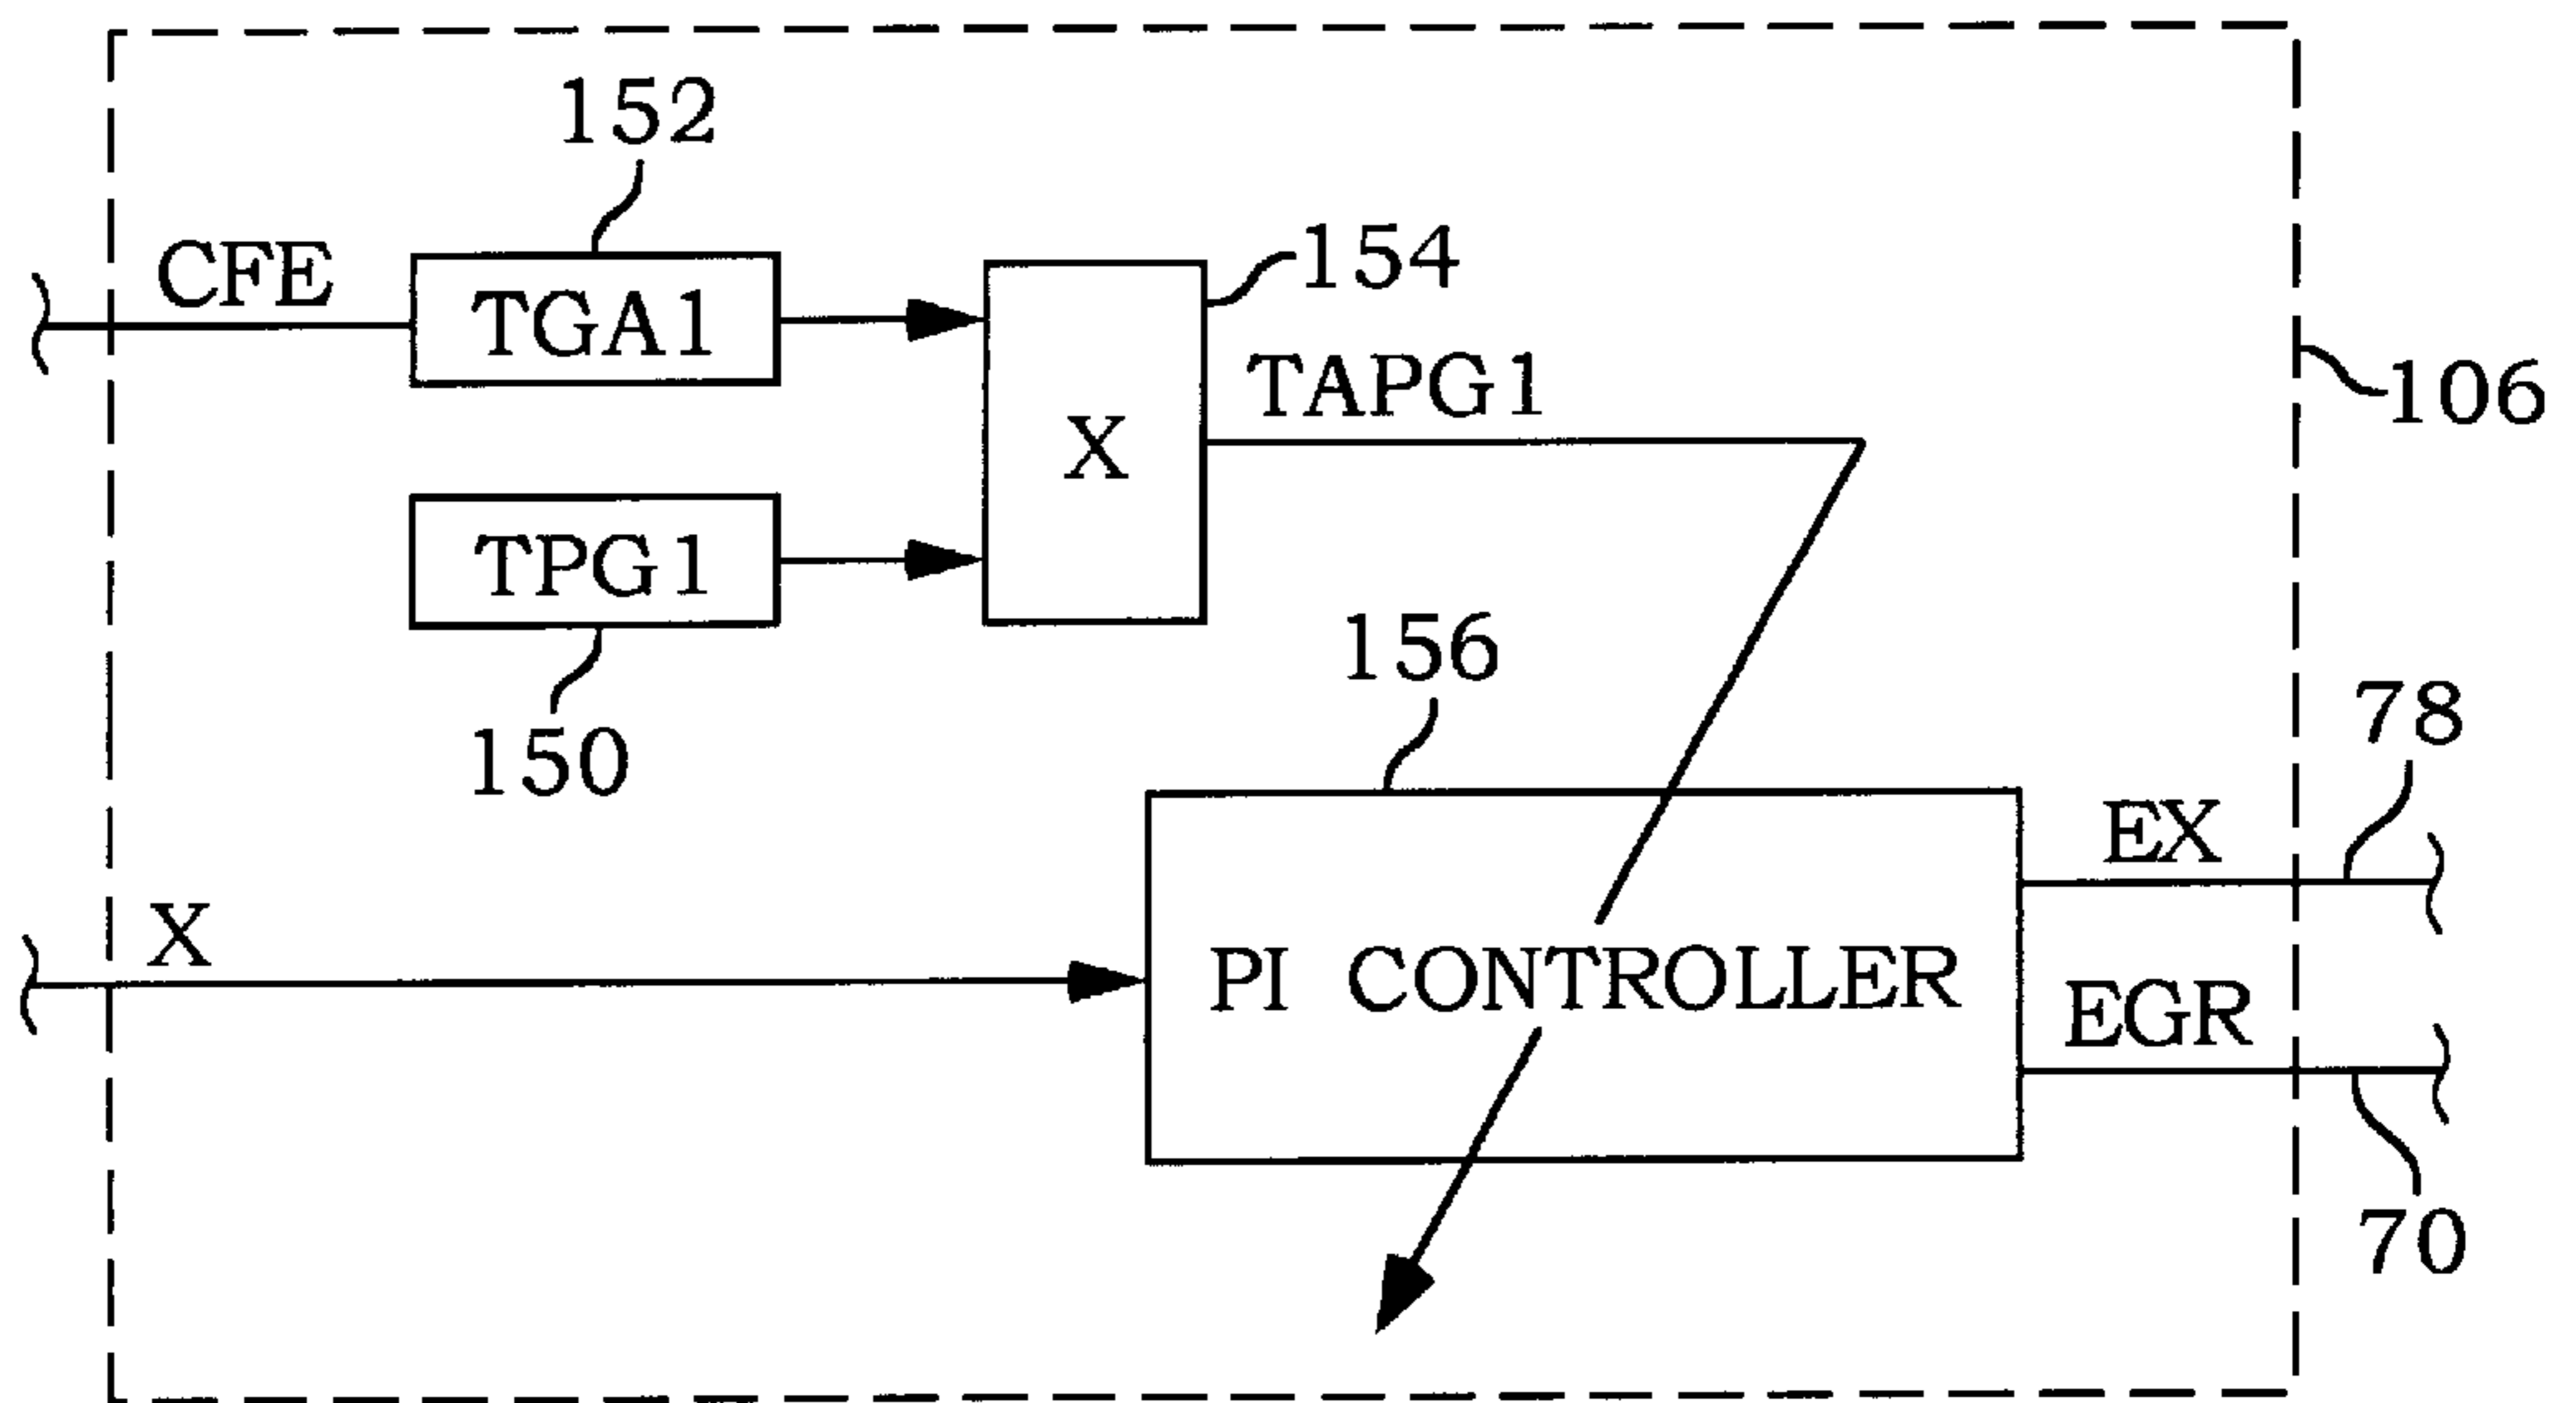 152
CFE
TGA1
154
TAPG1
106
X
TPG1
150
156
78
EX
X
PI CONTROLLER
EGR
70